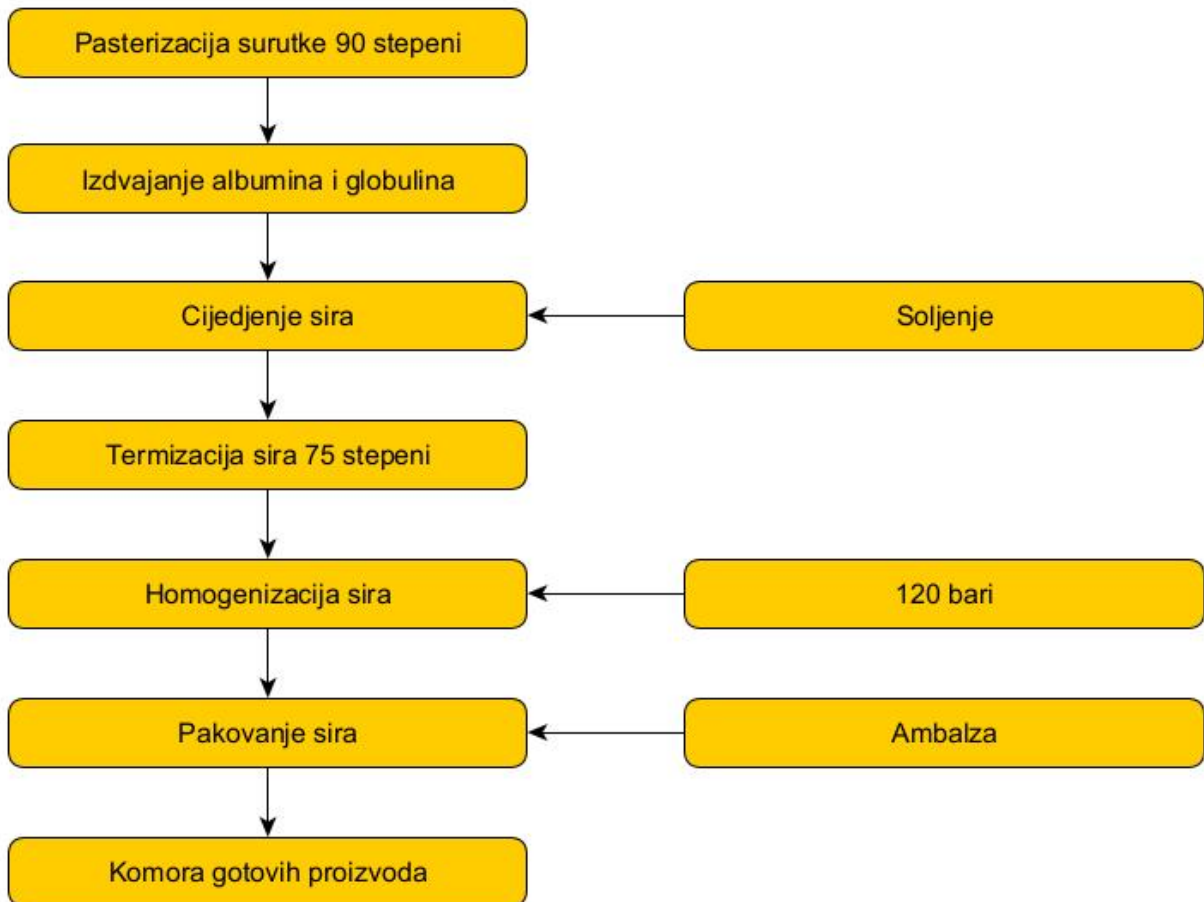 Pasterizacija surutke 90 stepeni
Izdvajanje albumina i globulina
Cijedjenje sira
Soljenje
Termizacija sira 75 stepeni
Homogenizacija sira
120 bari
Pakovanje sira
Ambalza
Komora gotovih proizvoda